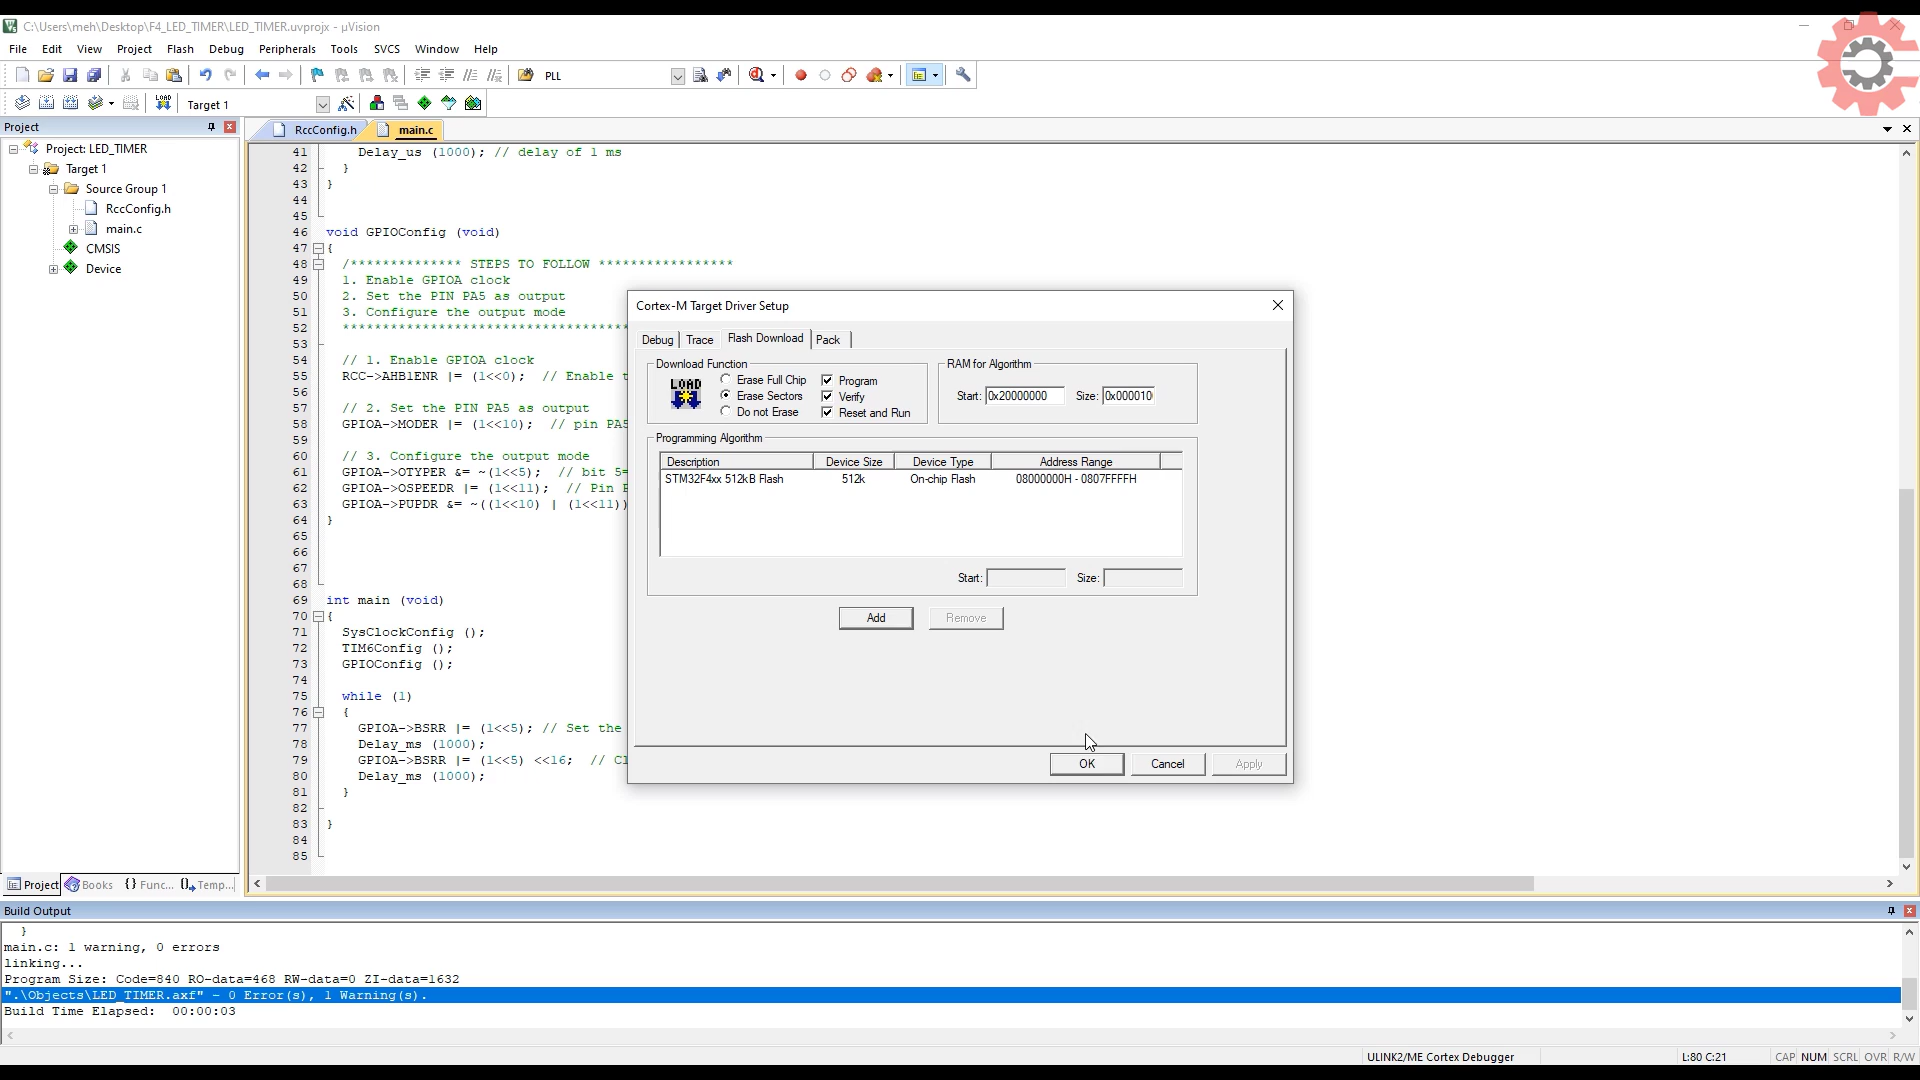 C:\Users\meh\Desktop\F4_LED_TIMER\LED_TIMER.uvprojx - µVision
File Edit View Project Flash Debug Peripherals Tools SVCS Window Help
PLL
LOAD Target 1
Project
Project: LED_TIMER
Target 1
Source Group 1
RccConfig.h
main.c
CMSIS
Device
Project Books {} Func... Temp...
RccConfig.h main.c
41 Delay_us (1000); // delay of 1 ms
42 }
43 }
44
45
46 void GPIOConfig (void)
47 {
48 /************** STEPS TO FOLLOW *****************
49 1. Enable GPIOA clock
50 2. Set the PIN PA5 as output
51 3. Configure the output mode
52 ************************************
53
54 // 1. Enable GPIOA clock
55 RCC->AHB1ENR |= (1<<0); // Enable
56
57 // 2. Set the PIN PA5 as output
58 GPIOA->MODER |= (1<<10); // pin PA5
59
60 // 3. Configure the output mode
61 GPIOA->OTYPER &= ~(1<<5); // bit 5=
62 GPIOA->OSPEEDR |= (1<<11); // Pin
63 GPIOA->PUPDR &= ~((1<<10) | (1<<11))
64 }
65
66
67
68
69 int main (void)
70 {
71 SysClockConfig ();
72 TIM6Config ();
73 GPIOConfig ();
74
75 while (1)
76 {
77 GPIOA->BSRR |= (1<<5); // Set the
78 Delay_ms (1000);
79 GPIOA->BSRR |= (1<<5) <<16; // Cl
80 Delay_ms (1000);
81 }
82
83 }
84
85
Cortex-M Target Driver Setup
Debug Trace Flash Download Pack
Download Function
LOAD
Erase Full Chip
Erase Sectors
Do not Erase
Program
Verify
Reset and Run
RAM for Algorithm
Start: 0x20000000 Size: 0x000010
Programming Algorithm
Description Device Size Device Type Address Range
STM32F4xx 512kB Flash 512k On-chip Flash 08000000H - 0807FFFFH
Start: Size:
Add Remove
OK Cancel Apply
Build Output
}
main.c: 1 warning, 0 errors
linking...
Program Size: Code=840 RO-data=468 RW-data=0 ZI-data=1632
".\Objects\LED_TIMER.axf" - 0 Error(s), 1 Warning(s).
Build Time Elapsed: 00:00:03
ULINK2/ME Cortex Debugger L:80 C:21 CAP NUM SCRL OVR R/W